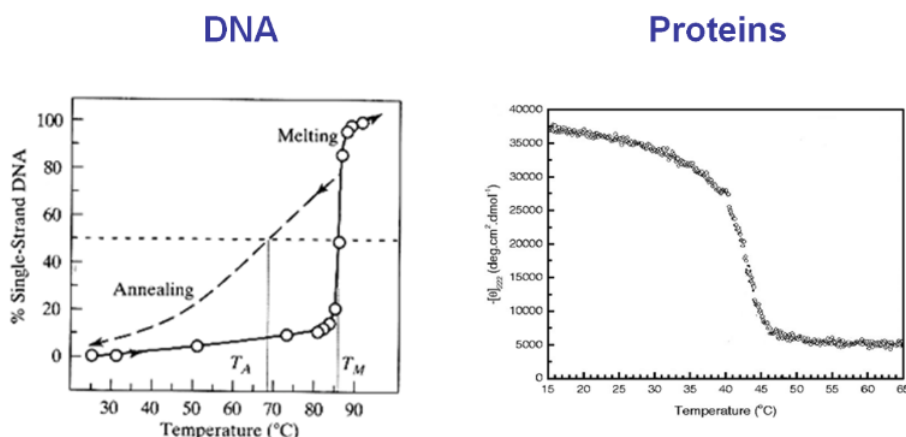 DNA
Proteins
% Single-Strand DNA
100
80
60
40
20
0
Melting
Annealing
T_A
T_M
30 40 50 60 70 80 90
Temperature (°C)
-[θ]222 (deg.cm².dmol⁻¹)
40000
35000
30000
25000
20000
15000
10000
5000
0
15 20 25 30 35 40 45 50 55 60 65
Temperature (°C)